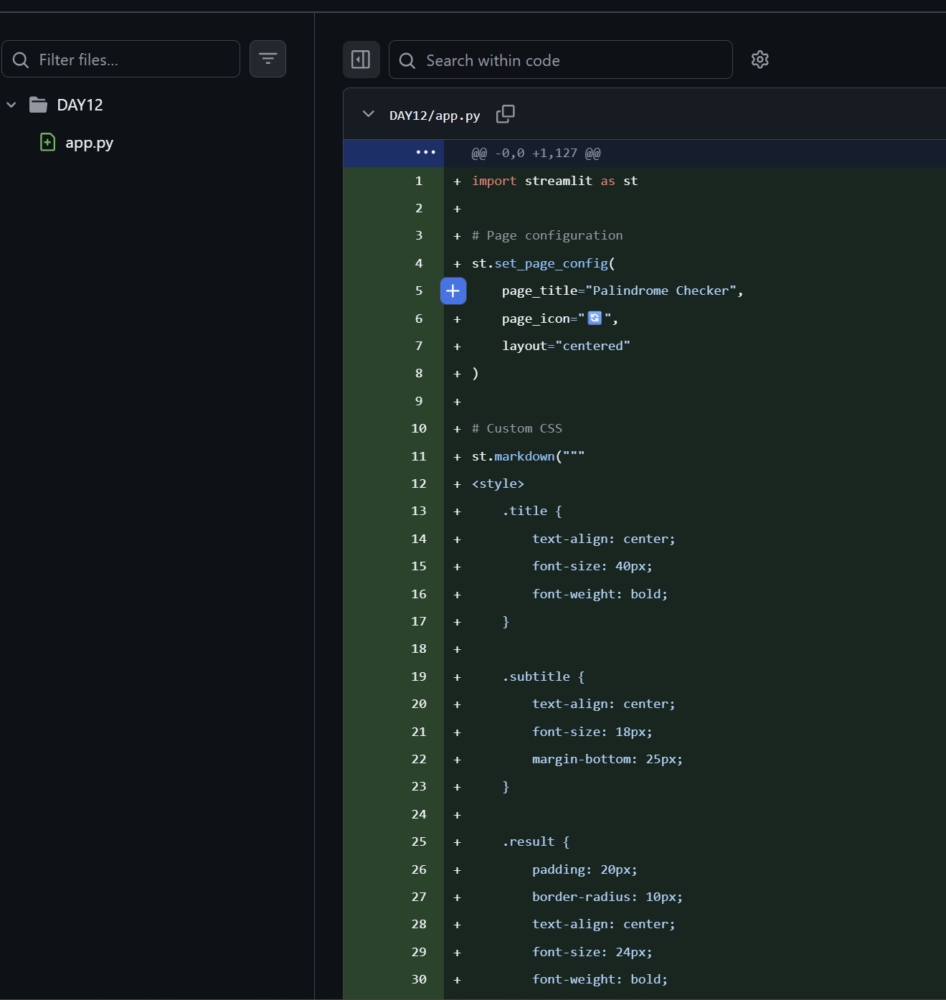 Filter files...
DAY12
app.py
Search within code
DAY12/app.py
@@ -0,0 +1,127 @@
1 + import streamlit as st
2 +
3 + # Page configuration
4 + st.set_page_config(
5 +     page_title="Palindrome Checker",
6 +     page_icon="🔄",
7 +     layout="centered"
8 + )
9 +
10 + # Custom CSS
11 + st.markdown("""
12 + <style>
13 +     .title {
14 +         text-align: center;
15 +         font-size: 40px;
16 +         font-weight: bold;
17 +     }
18 +
19 +     .subtitle {
20 +         text-align: center;
21 +         font-size: 18px;
22 +         margin-bottom: 25px;
23 +     }
24 +
25 +     .result {
26 +         padding: 20px;
27 +         border-radius: 10px;
28 +         text-align: center;
29 +         font-size: 24px;
30 +         font-weight: bold;